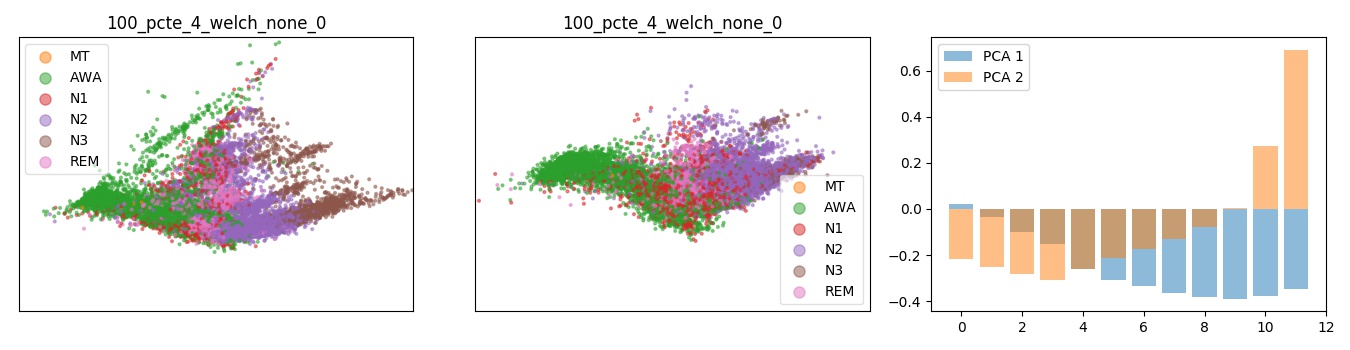 100_pcte_4_welch_none_0
MT
AWA
N1
N2
N3
REM
100_pcte_4_welch_none_0
MT
AWA
N1
N2
N3
REM
PCA 1
PCA 2
0.6
0.4
0.2
0.0
−0.2
−0.4
0 2 4 6 8 10 12